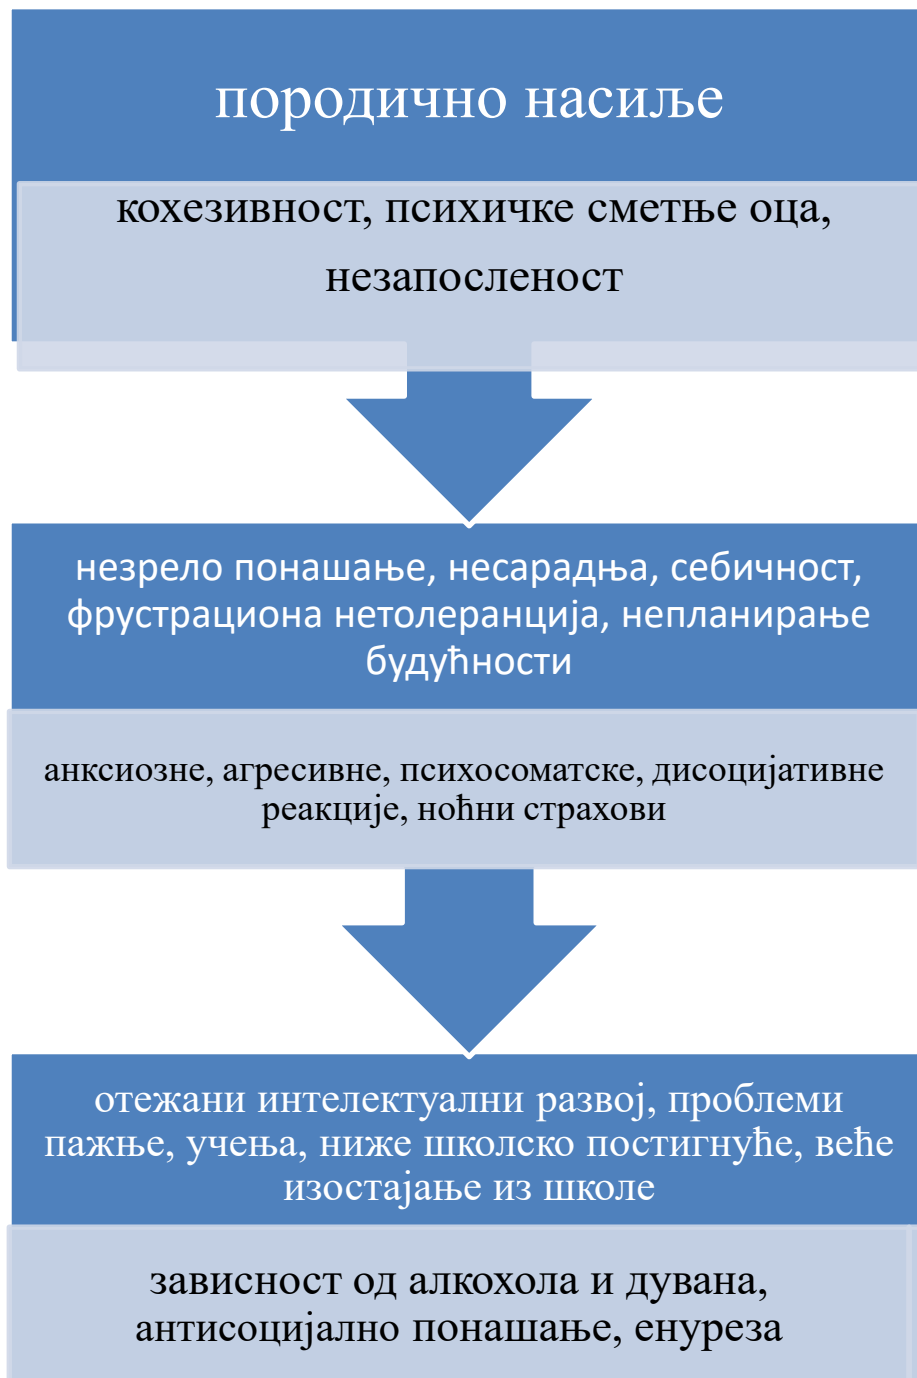 породично насиље
кохезивност, психичке сметње оца,
незапосленост
незрело понашање, несарадња, себичност,
фрустрациона нетолеранција, непланирање
будућности
анксиозне, агресивне, психосоматске, дисоцијативне
реакције, ноћни страхови
отежани интелектуални развој, проблеми
пажње, учења, ниже школско постигнуће, веће
изостајање из школе
зависност од алкохола и дувана,
антисоцијално понашање, енуреза